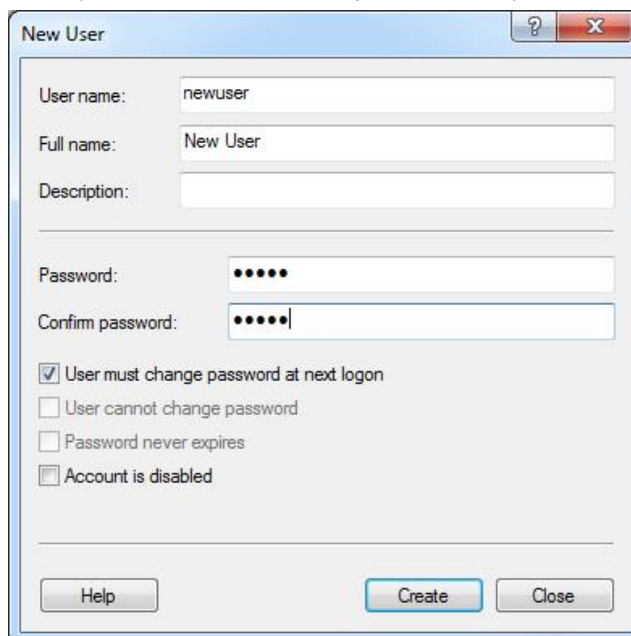 New User
User name: newuser
Full name: New User
Description:
Password: •••••
Confirm password: •••••
User must change password at next logon
User cannot change password
Password never expires
Account is disabled
Help Create Close